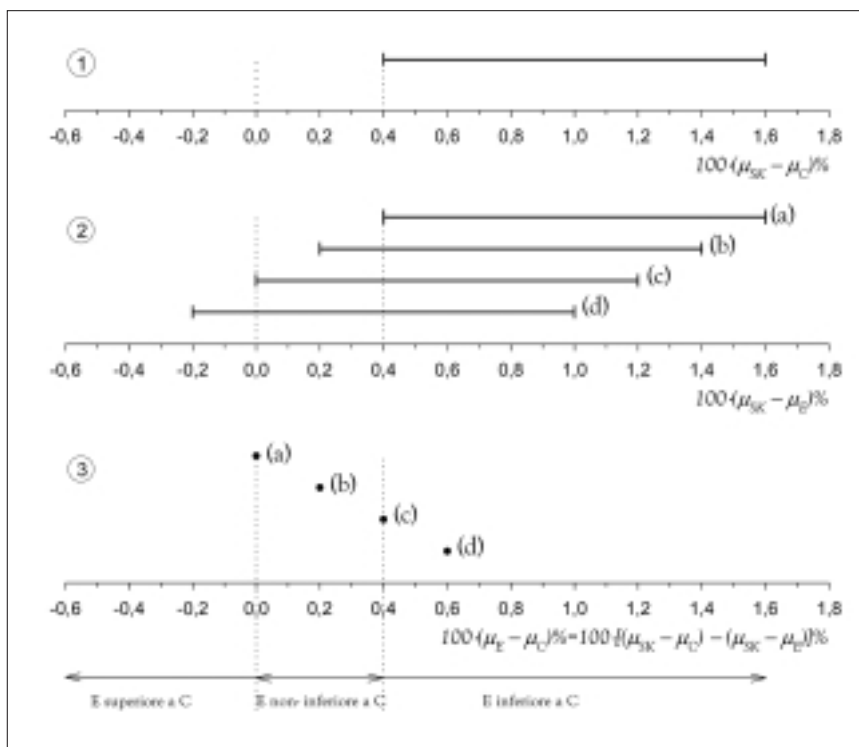 1
-0,6 -0,4 -0,2 0,0 0,2 0,4 0,6 0,8 1,0 1,2 1,4 1,6 1,8
100·(μSK – μC)%
2
(a)
(b)
(c)
(d)
-0,6 -0,4 -0,2 0,0 0,2 0,4 0,6 0,8 1,0 1,2 1,4 1,6 1,8
100·(μSK – μE)%
3
(a)
(b)
(c)
(d)
-0,6 -0,4 -0,2 0,0 0,2 0,4 0,6 0,8 1,0 1,2 1,4 1,6 1,8
100·(μE – μC)%=100·[(μSK – μC) – (μSK – μE)]%
E superiore a C E non- inferiore a C E inferiore a C